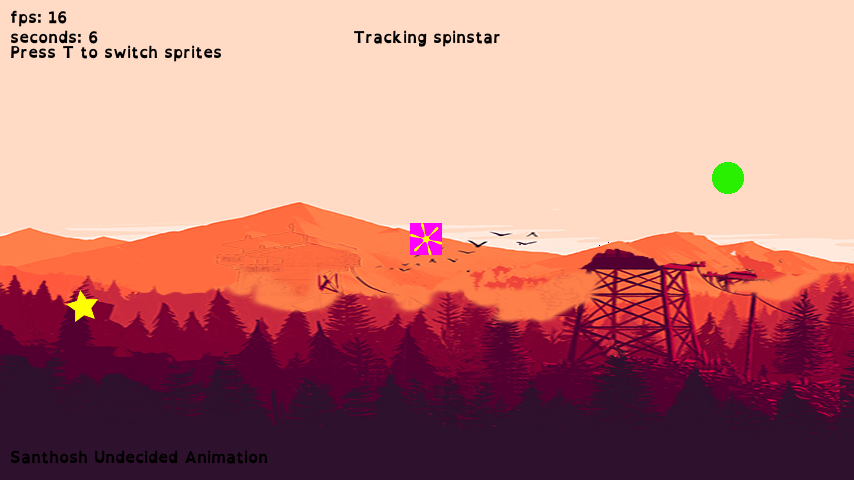 fps: 16
seconds: 6
Tracking spinstar
Press T to switch sprites
Santhosh Undecided Animation